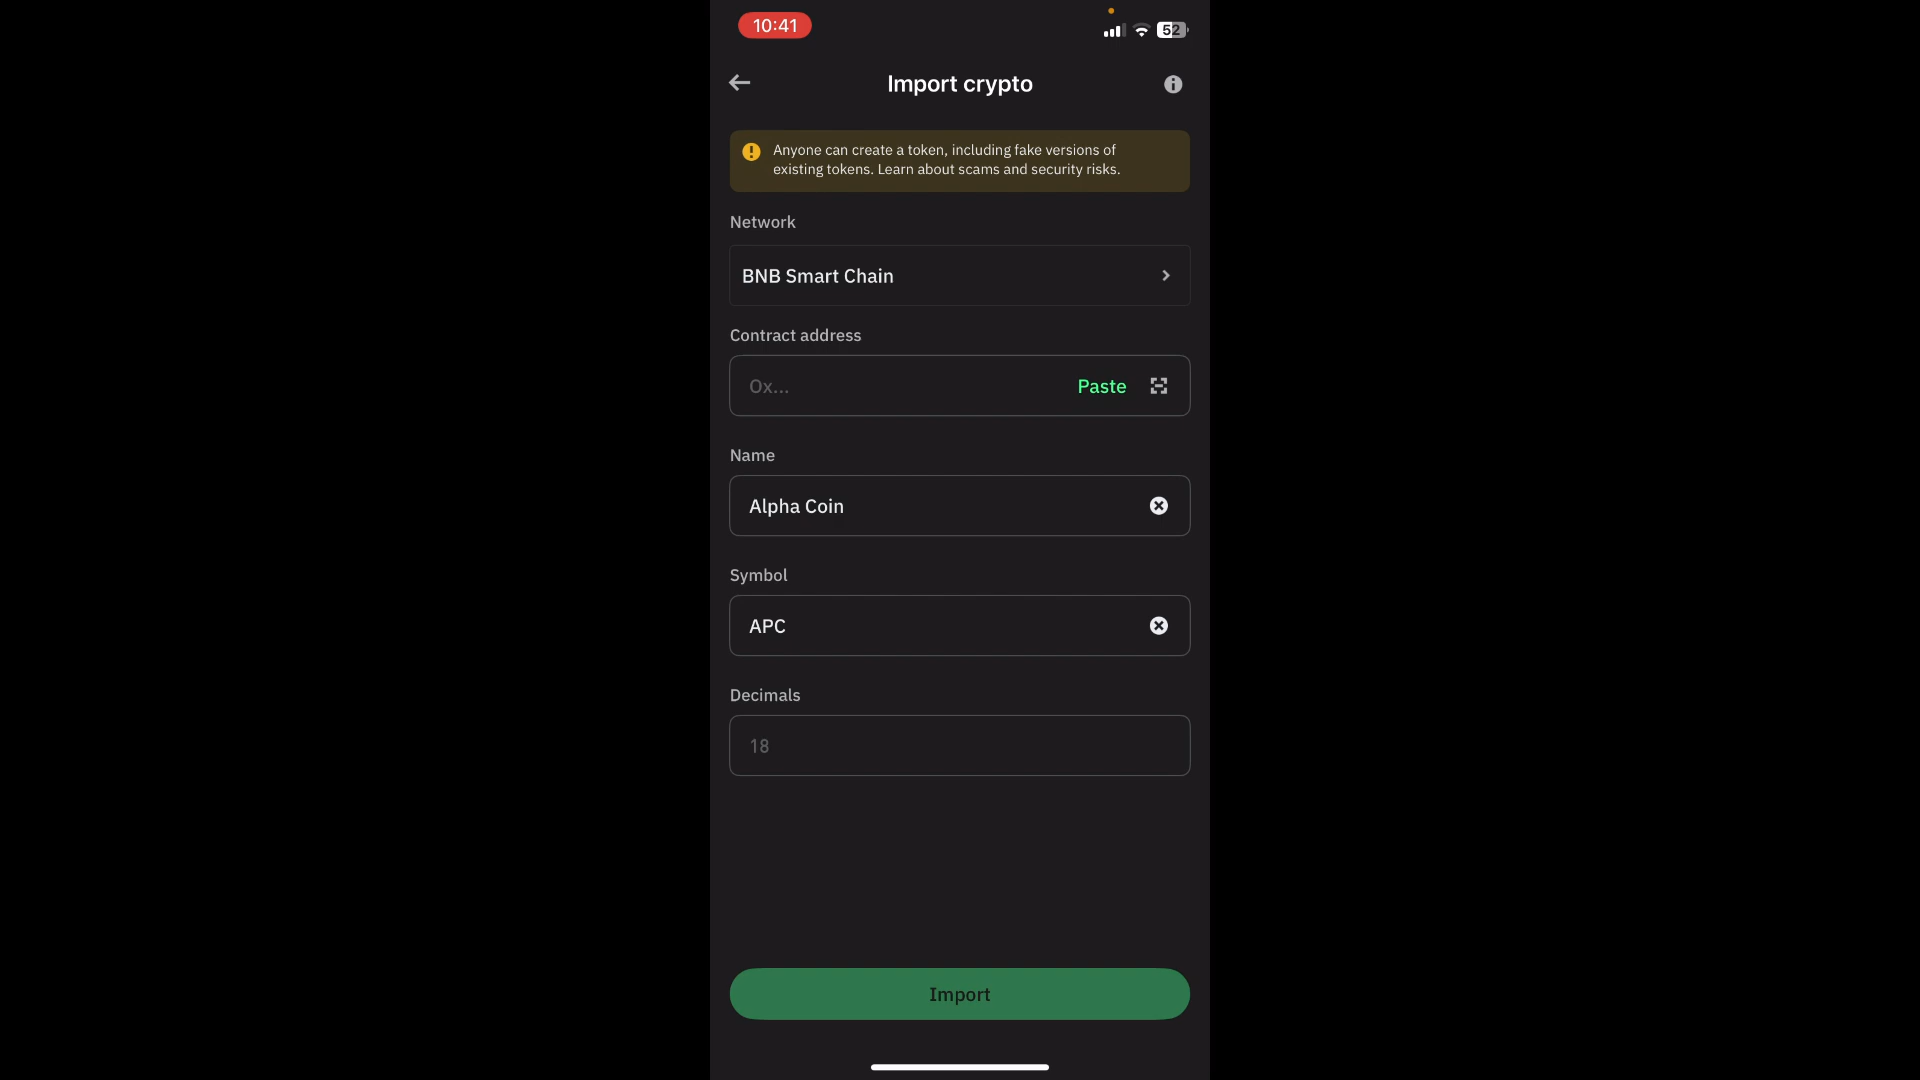 10:41
52
Import crypto
Anyone can create a token, including fake versions of
existing tokens. Learn about scams and security risks.
Network
BNB Smart Chain
Contract address
0x...
Paste
Name
Alpha Coin
Symbol
APC
Decimals
18
Import